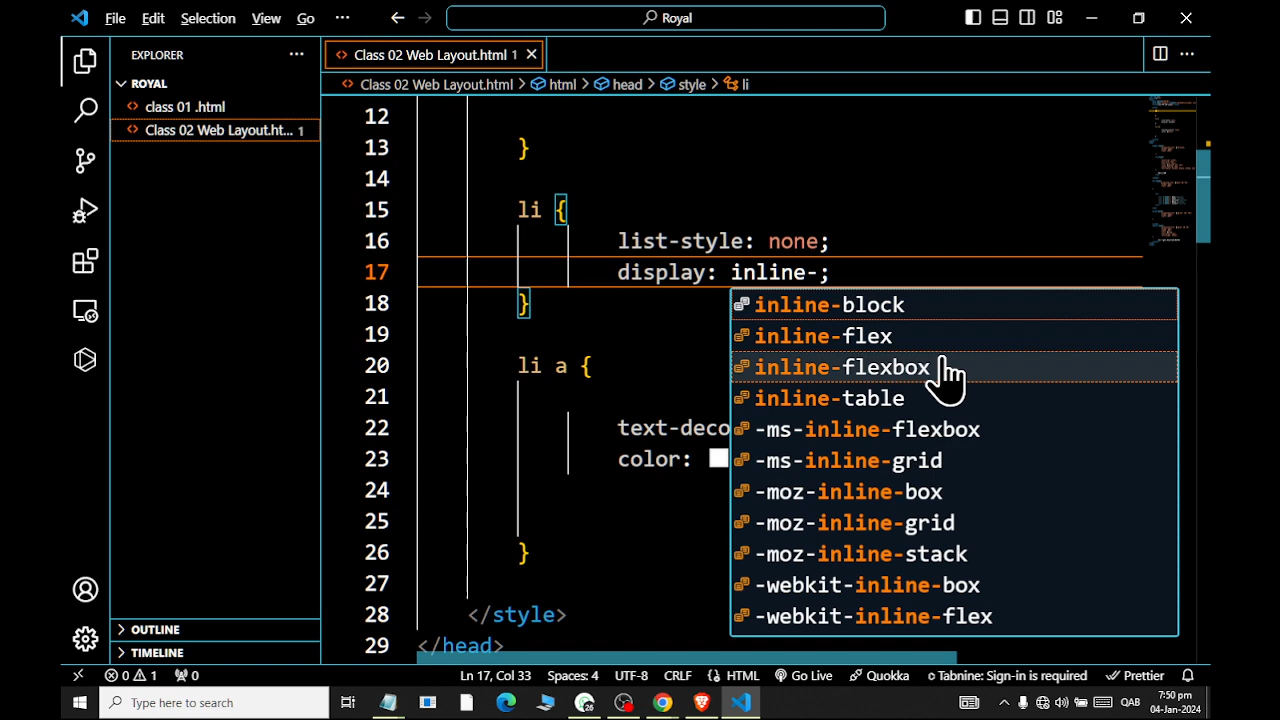 File Edit Selection View Go ··· Royal
EXPLORER ···
ROYAL
class 01 .html
Class 02 Web Layout.ht... 1
OUTLINE
TIMELINE
Class 02 Web Layout.html 1
Class 02 Web Layout.html > html > head > style > li
12
13 }
14
15 li {
16 list-style: none;
17 display: inline-;
18 }
19
20 li a {
21
22 text-deco
23 color:
24
25
26 }
27
28 </style>
29 </head>
inline-block
inline-flex
inline-flexbox
inline-table
-ms-inline-flexbox
-ms-inline-grid
-moz-inline-box
-moz-inline-grid
-moz-inline-stack
-webkit-inline-box
-webkit-inline-flex
0 1 0 Ln 17, Col 33 Spaces: 4 UTF-8 CRLF HTML Go Live Quokka Tabnine: Sign-in is required Prettier
Type here to search
QAB
7:50 pm
04-Jan-2024